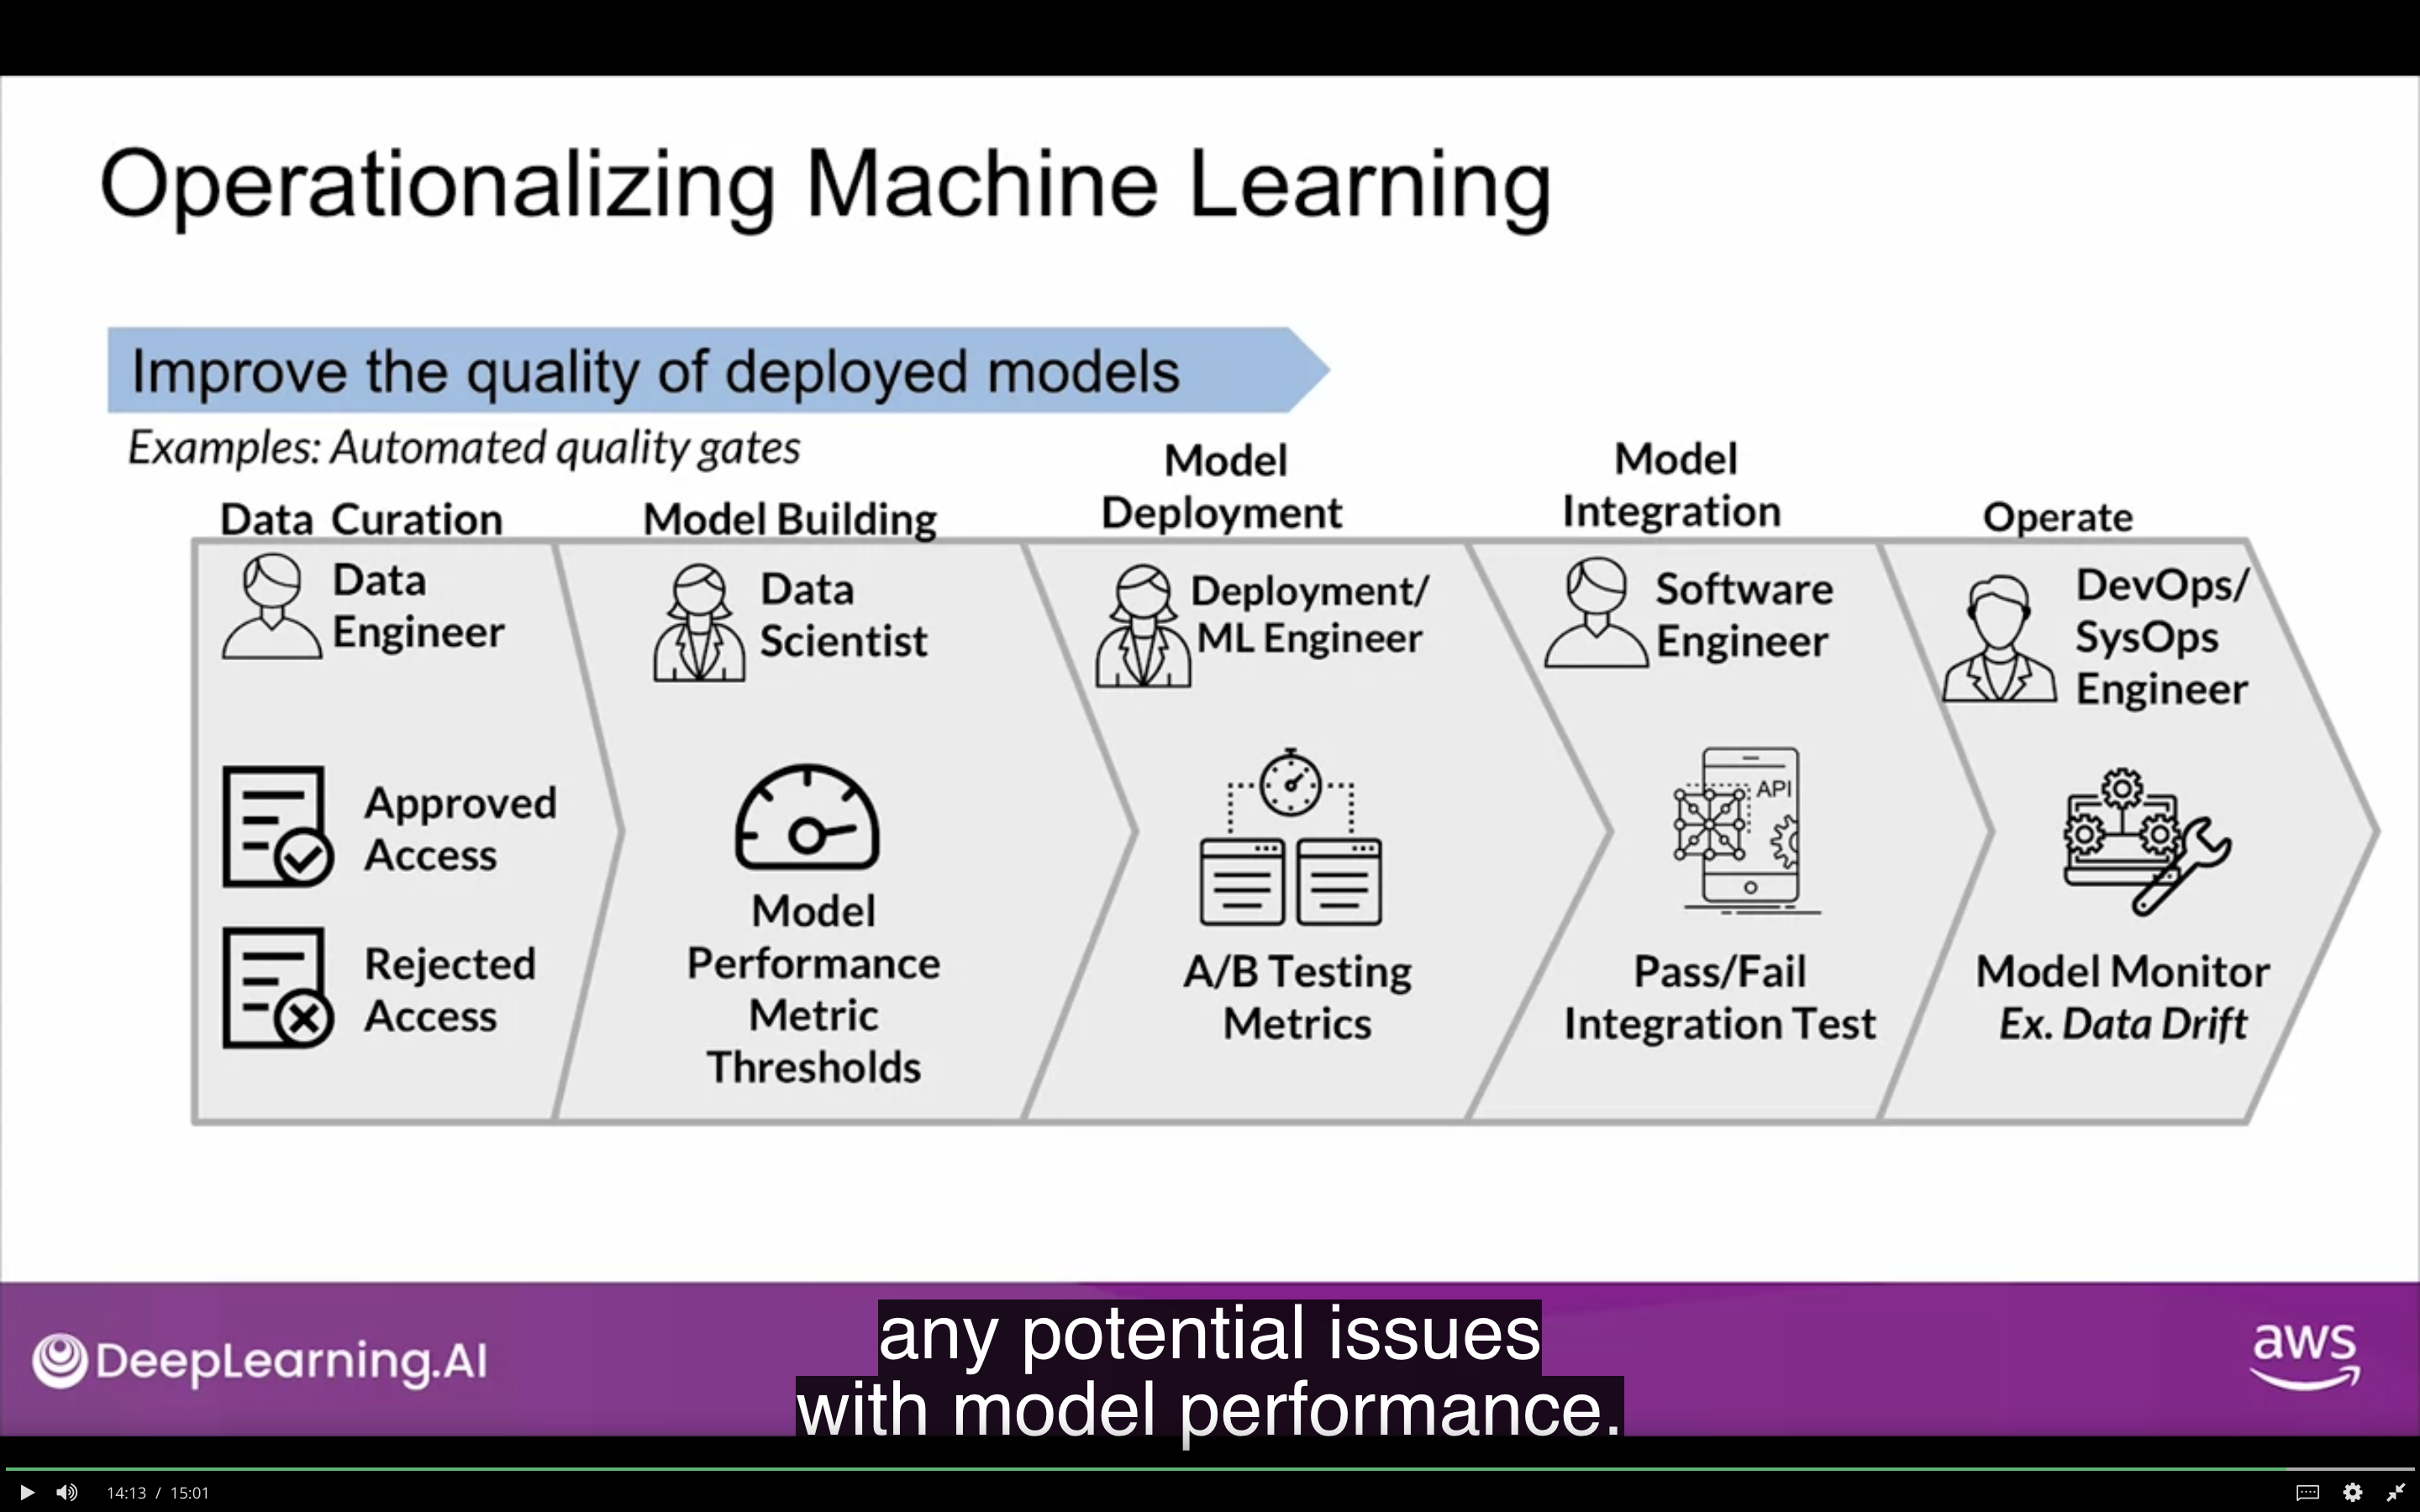 Operationalizing Machine Learning
Improve the quality of deployed models
Examples: Automated quality gates
Data Curation
Data
Engineer
Approved
Access
Rejected
Access
Model Building
Data
Scientist
Model
Performance
Metric
Thresholds
Model
Deployment
Deployment/
ML Engineer
A/B Testing
Metrics
Model
Integration
Software
Engineer
API
Pass/Fail
Integration Test
Operate
DevOps/
SysOps
Engineer
Model Monitor
Ex. Data Drift
DeepLearning.AI
any potential issues
with model performance.
aws
14:13 / 15:01